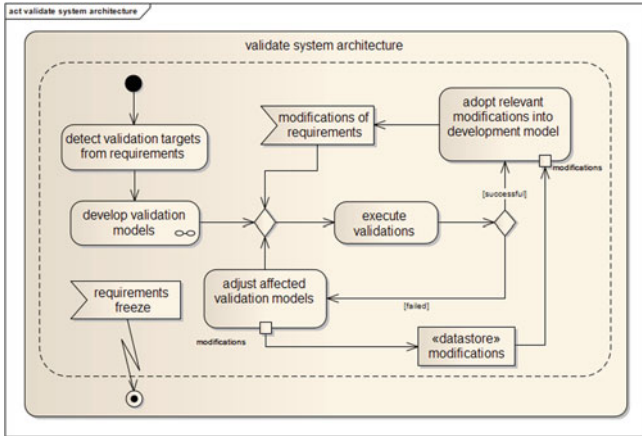 act validate system architecture
validate system architecture
detect validation targets
from requirements
modifications of
requirements
adopt relevant
modifications into
development model
modifications
[successful]
develop validation
models
execute
validations
requirements
freeze
adjust affected
validation models
[failed]
modifications
«datastore»
modifications